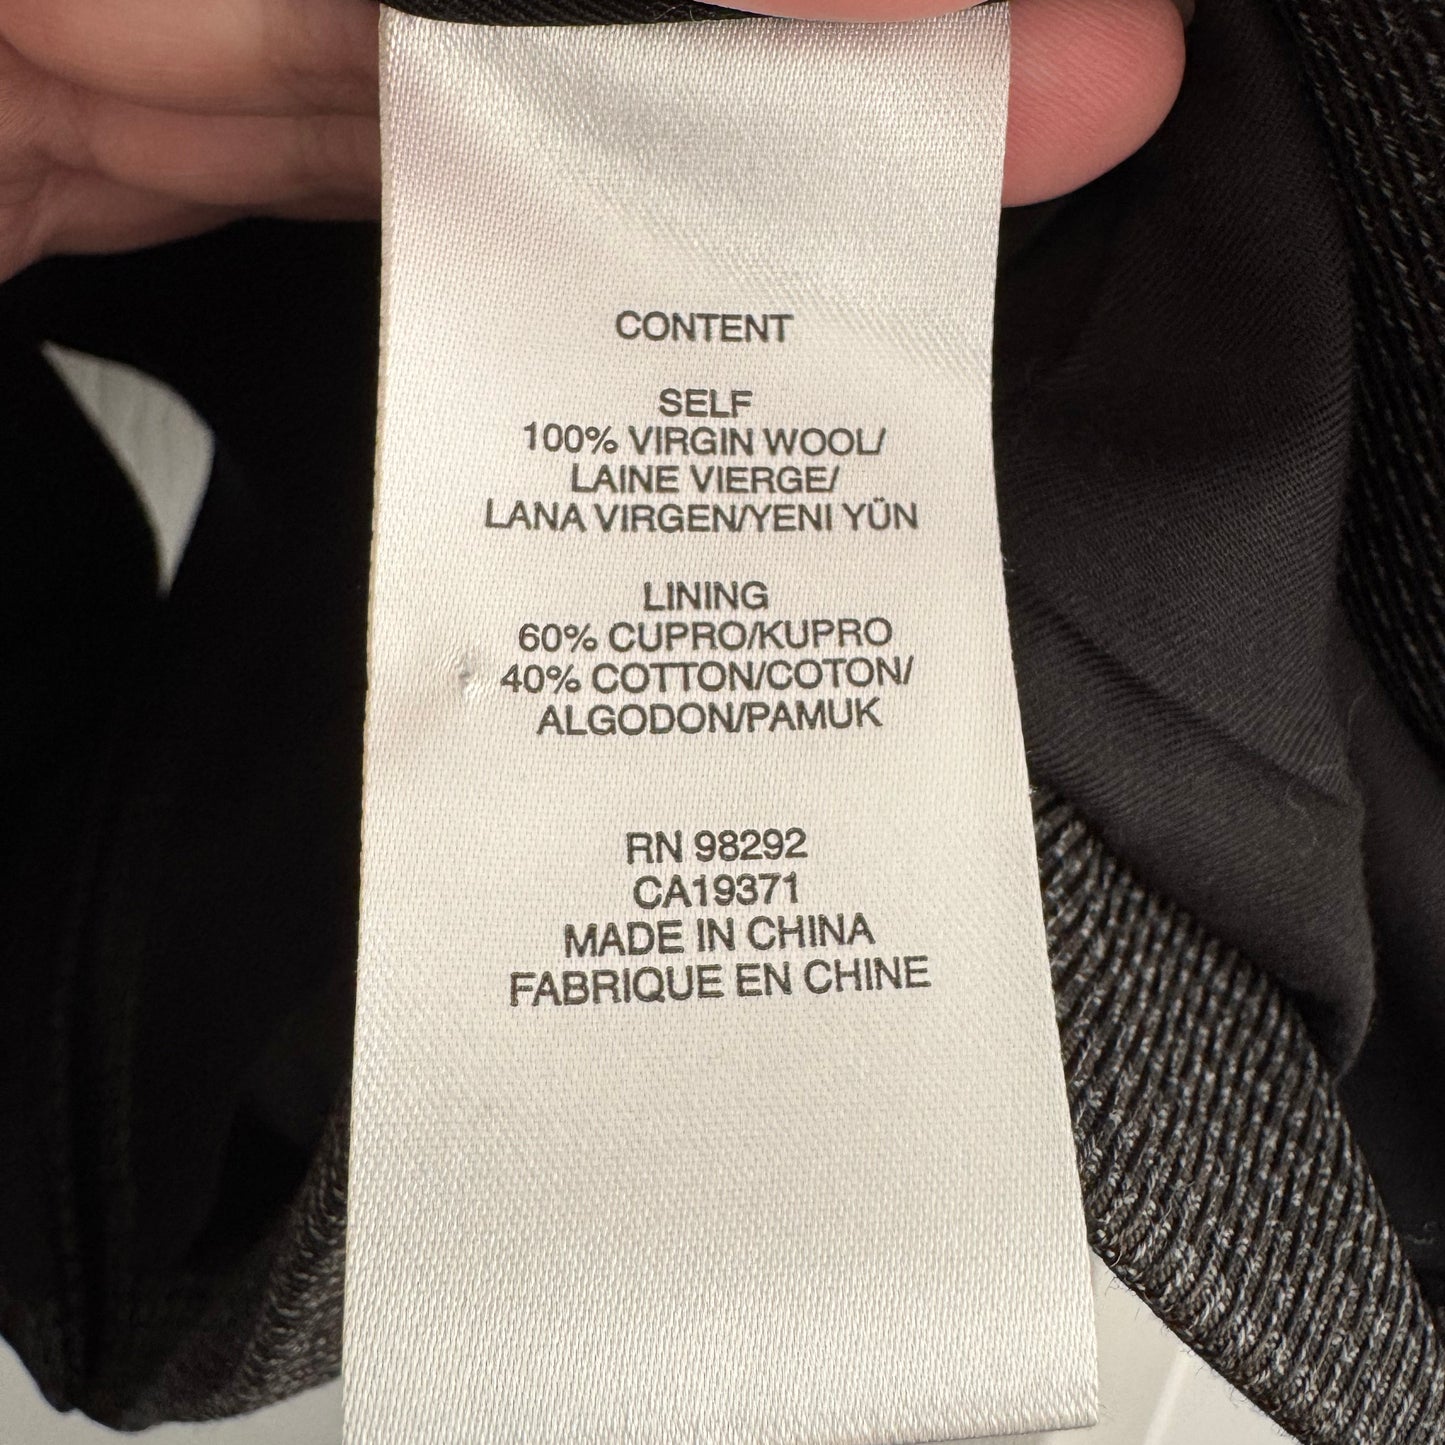 CONTENT
SELF
100% VIRGIN WOOL/
LAINE VIERGE/
LANA VIRGEN/YENI YÜN
LINING
60% CUPRO/KUPRO
40% COTTON/COTON/
ALGODON/PAMUK
RN 98292
CA19371
MADE IN CHINA
FABRIQUE EN CHINE